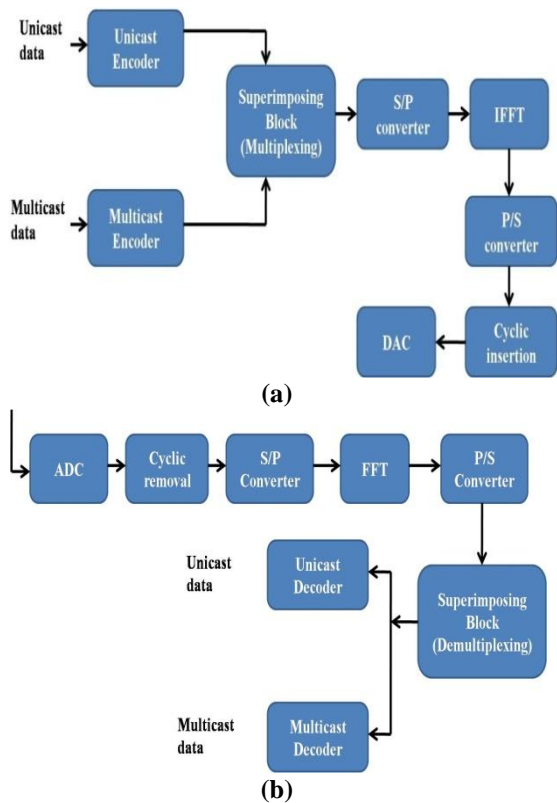 Unicast
data
Unicast
Encoder
Superimposing
Block
(Multiplexing)
S/P
converter
IFFT
Multicast
data
Multicast
Encoder
P/S
converter
DAC
Cyclic
insertion
(a)
ADC
Cyclic
removal
S/P
Converter
FFT
P/S
Converter
Unicast
data
Unicast
Decoder
Superimposing
Block
(Demultiplexing)
Multicast
data
Multicast
Decoder
(b)